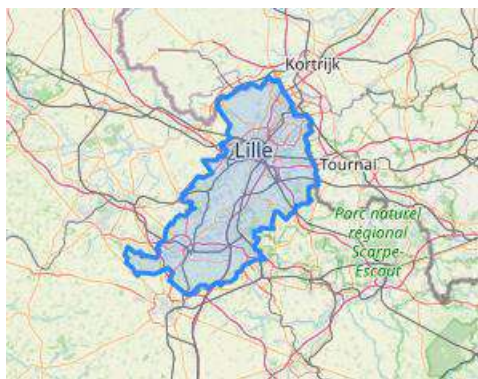 Kortrijk
Lille
Tournai
Parc naturel
régional
Scarpe-
Escaut